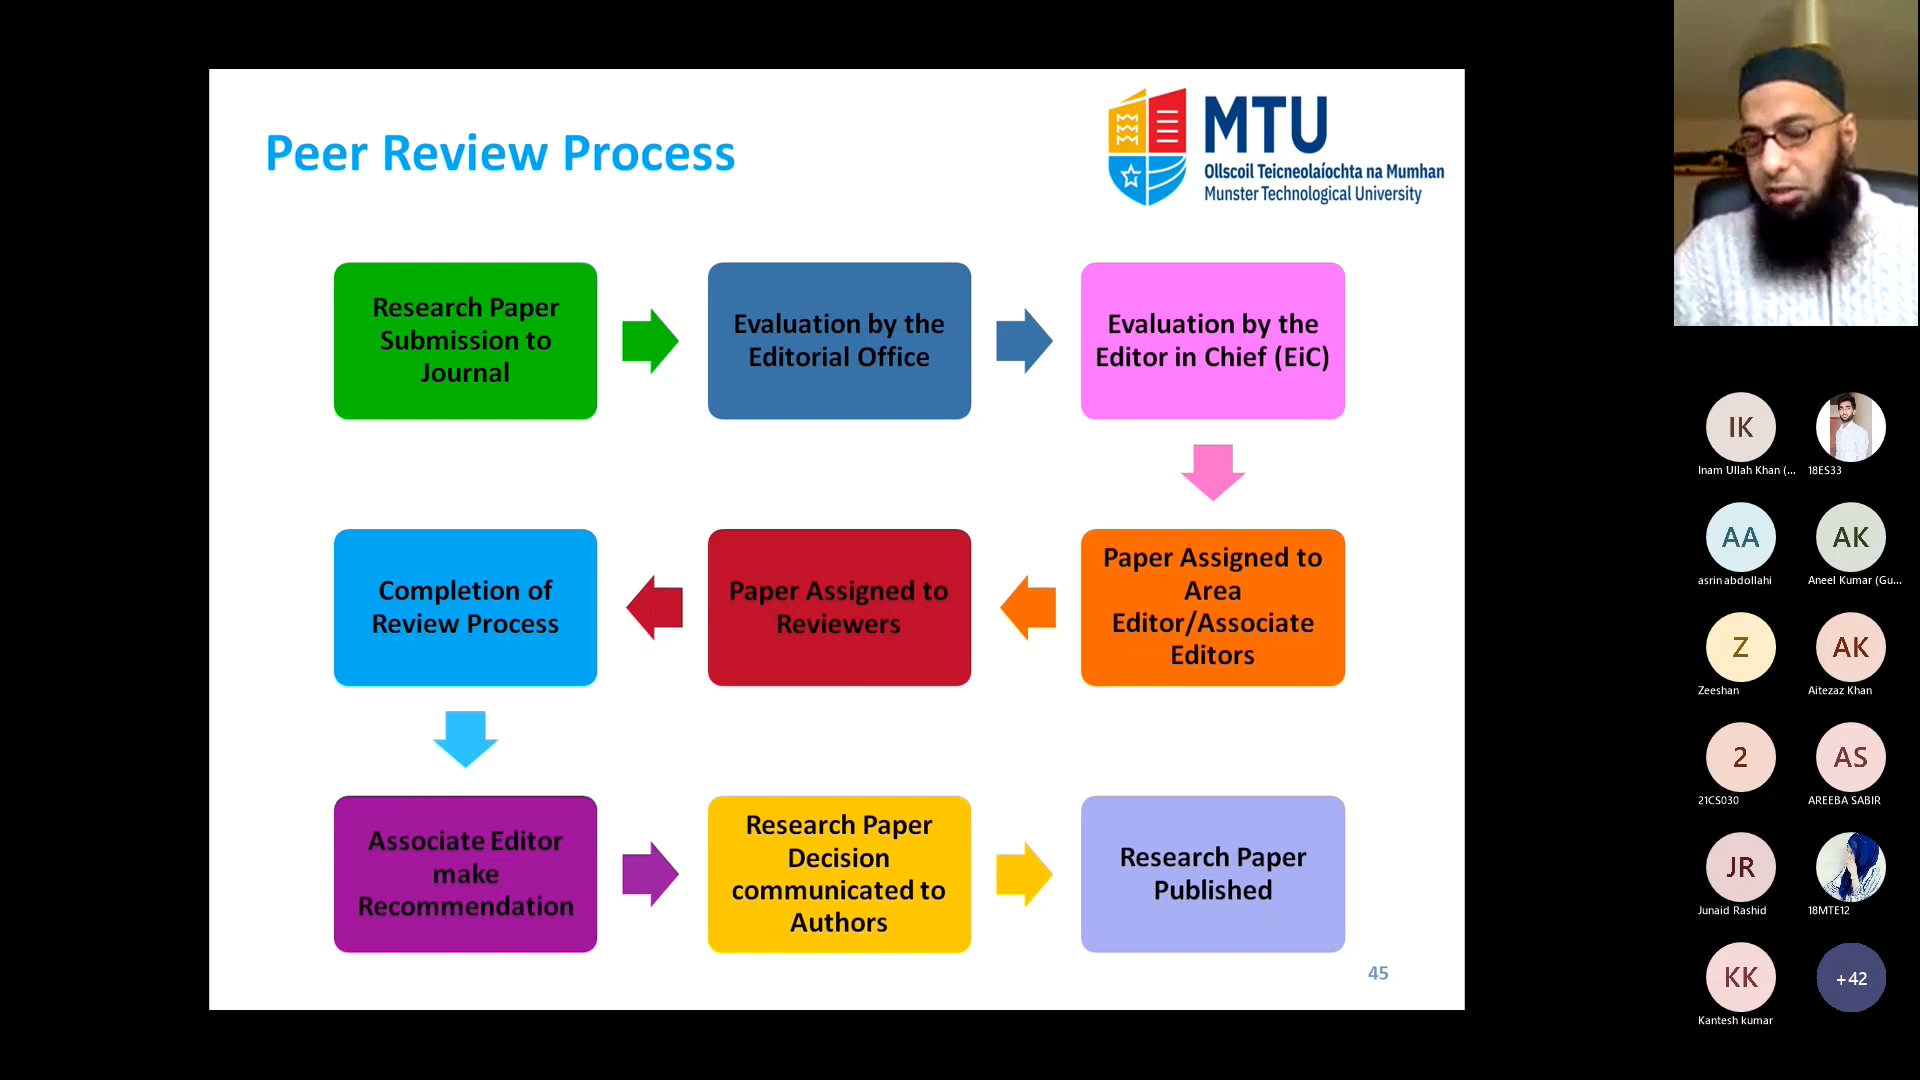 Peer Review Process
MTU
Ollscoil Teicneolaíochta na Mumhan
Munster Technological University
Research Paper
Submission to
Journal
Evaluation by the
Editorial Office
Evaluation by the
Editor in Chief (EiC)
Completion of
Review Process
Paper Assigned to
Reviewers
Paper Assigned to
Area
Editor/Associate
Editors
Associate Editor
make
Recommendation
Research Paper
Decision
communicated to
Authors
Research Paper
Published
45
IK
Inam Ullah Khan (...
18ES33
AA
asrin abdollahi
AK
Aneel Kumar (Gu...
Z
Zeeshan
AK
Aitezaz Khan
2
21CS030
AS
AREEBA SABIR
JR
Junaid Rashid
18MTE12
KK
Kantesh kumar
+42